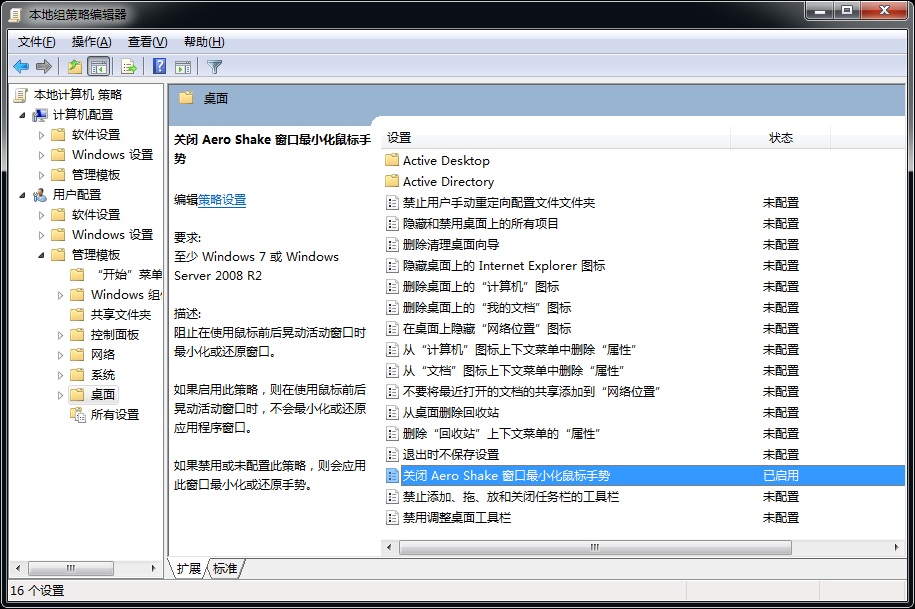 本地组策略编辑器
文件(F) 操作(A) 查看(V) 帮助(H)
本地计算机 策略
计算机配置
软件设置
Windows 设置
管理模板
用户配置
软件设置
Windows 设置
管理模板
“开始”菜单
Windows 组
共享文件夹
控制面板
网络
系统
桌面
所有设置
桌面
关闭 Aero Shake 窗口最小化鼠标手
势
编辑策略设置
要求:
至少 Windows 7 或 Windows
Server 2008 R2
描述:
阻止在使用鼠标前后晃动活动窗口时
最小化或还原窗口。
如果启用此策略，则在使用鼠标前后
晃动活动窗口时，不会最小化或还原
应用程序窗口。
如果禁用或未配置此策略，则会应用
此窗口最小化或还原手势。
设置 状态
Active Desktop
Active Directory
禁止用户手动重定向配置文件文件夹 未配置
隐藏和禁用桌面上的所有项目 未配置
删除清理桌面向导 未配置
隐藏桌面上的 Internet Explorer 图标 未配置
删除桌面上的“计算机”图标 未配置
删除桌面上的“我的文档”图标 未配置
在桌面上隐藏“网络位置”图标 未配置
从“计算机”图标上下文菜单中删除“属性” 未配置
从“文档”图标上下文菜单中删除“属性” 未配置
不要将最近打开的文档的共享添加到“网络位置” 未配置
从桌面删除回收站 未配置
删除“回收站”上下文菜单的“属性” 未配置
退出时不保存设置 未配置
关闭 Aero Shake 窗口最小化鼠标手势 已启用
禁止添加、拖、放和关闭任务栏的工具栏 未配置
禁用调整桌面工具栏 未配置
扩展 标准
16 个设置